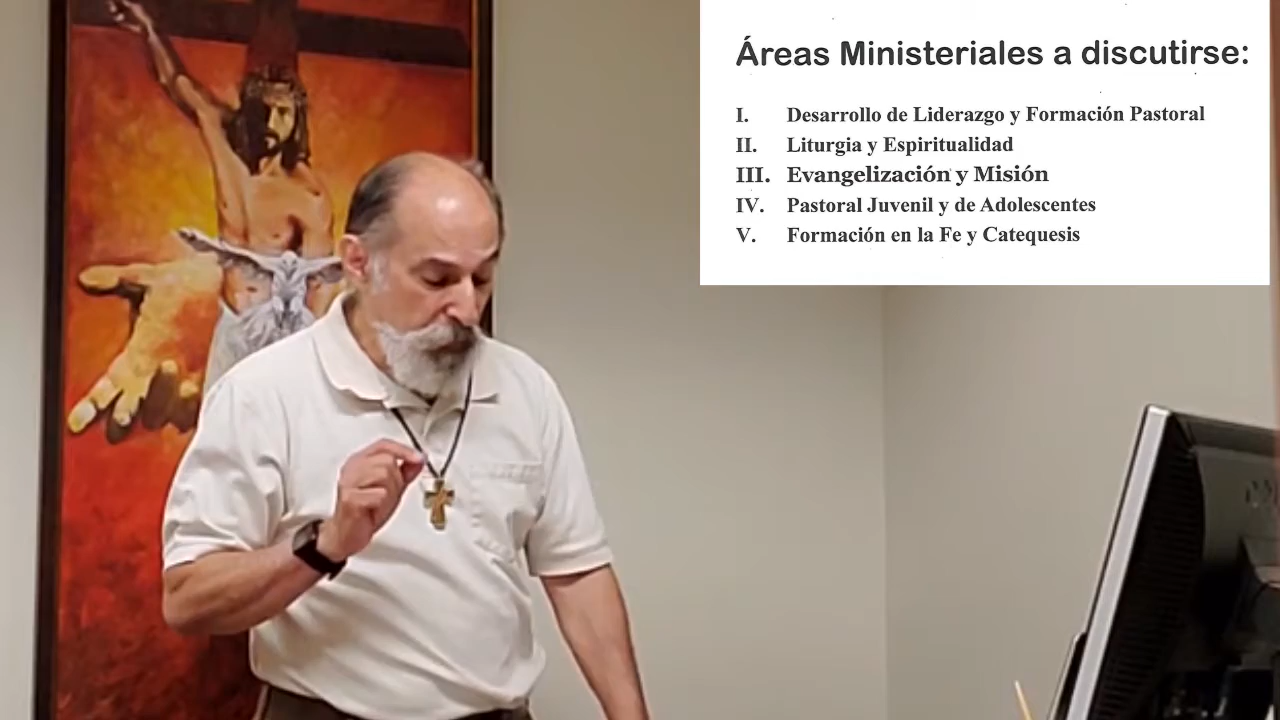 Áreas Ministeriales a discutirse:
I. Desarrollo de Liderazgo y Formación Pastoral
II. Liturgia y Espiritualidad
III. Evangelización y Misión
IV. Pastoral Juvenil y de Adolescentes
V. Formación en la Fe y Catequesis